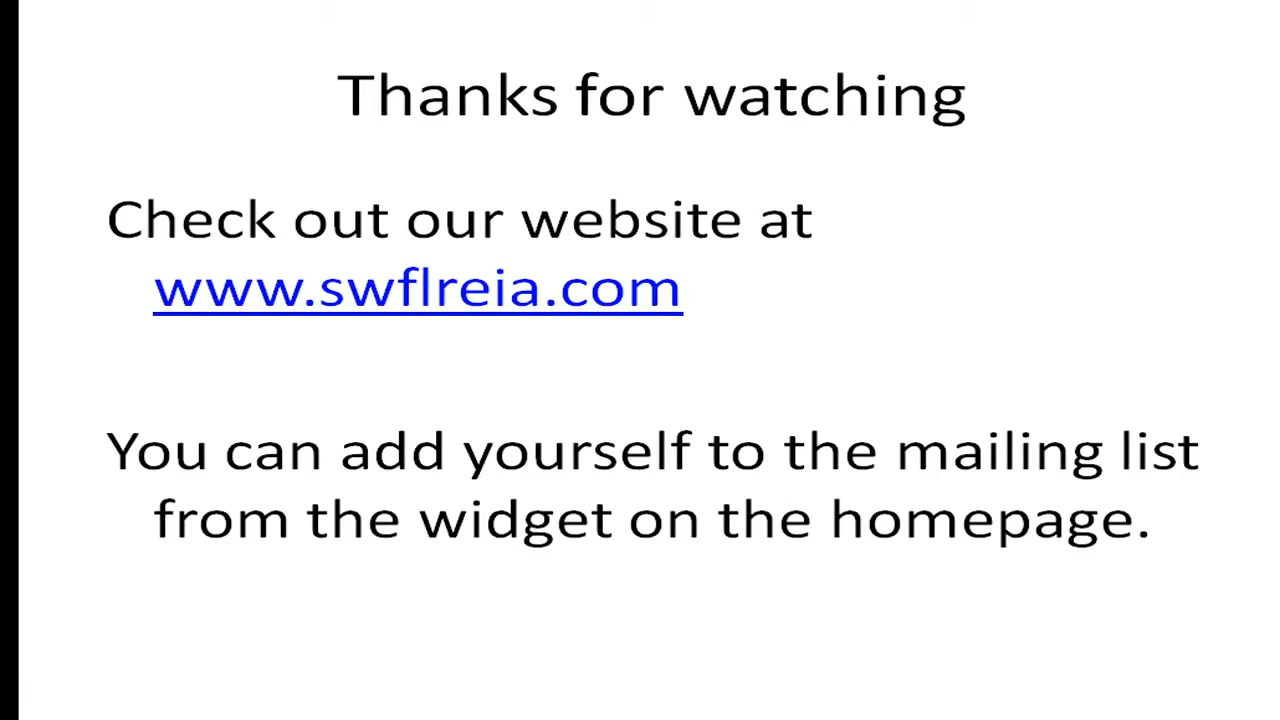 Thanks for watching
Check out our website at
www.swflreia.com
You can add yourself to the mailing list
from the widget on the homepage.